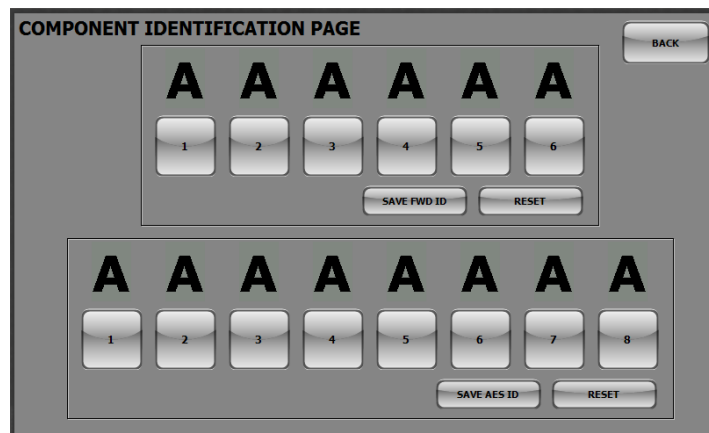 COMPONENT IDENTIFICATION PAGE
BACK
A A A A A A
1 2 3 4 5 6
SAVE FWD ID RESET
A A A A A A A A
1 2 3 4 5 6 7 8
SAVE AES ID RESET